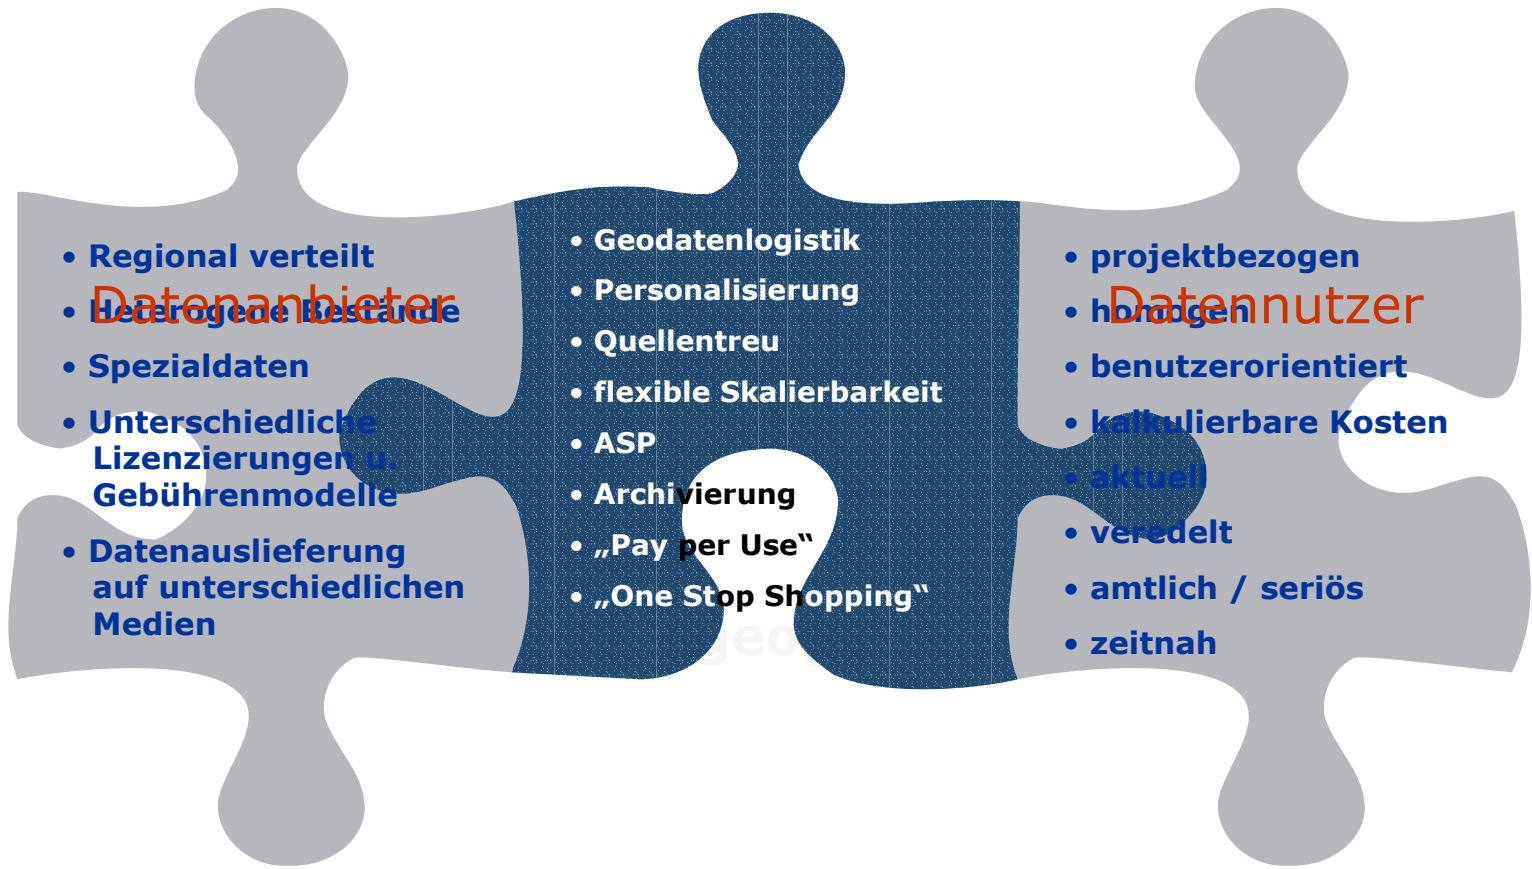 Datenanbieter
• Regional verteilt
• Heterogene Bestände
• Spezialdaten
• Unterschiedliche
Lizenzierungen u.
Gebührenmodelle
• Datenauslieferung
auf unterschiedlichen
Medien
• Geodatenlogistik
• Personalisierung
• Quellentreu
• flexible Skalierbarkeit
• ASP
• Archivierung
• „Pay per Use“
• „One Stop Shopping“
Datennutzer
• projektbezogen
• homogen
• benutzerorientiert
• kalkulierbare Kosten
• aktuell
• veredelt
• amtlich / seriös
• zeitnah